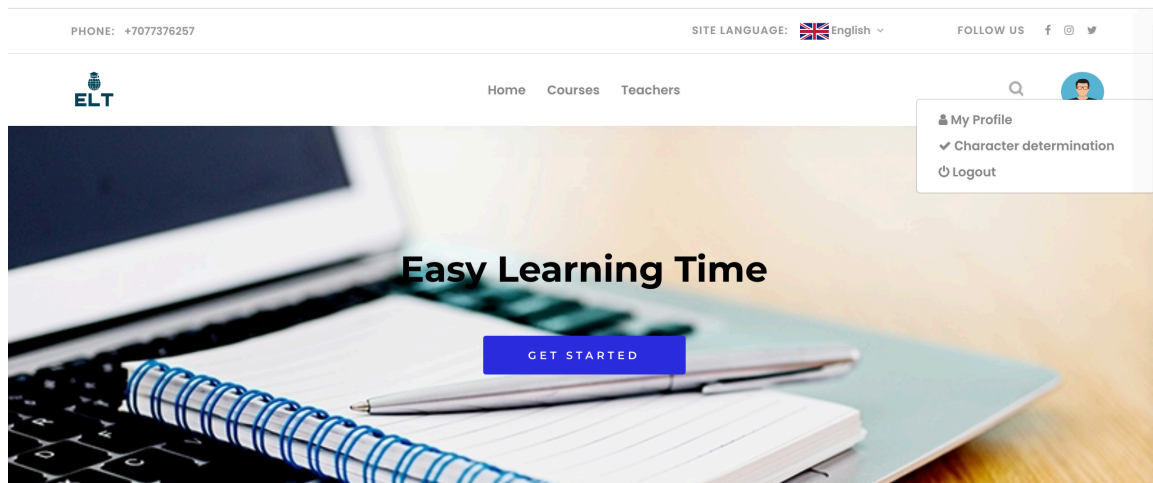 PHONE: +7077376257
SITE LANGUAGE: English
FOLLOW US
ELT
Home Courses Teachers
My Profile
Character determination
Logout
Easy Learning Time
GET STARTED